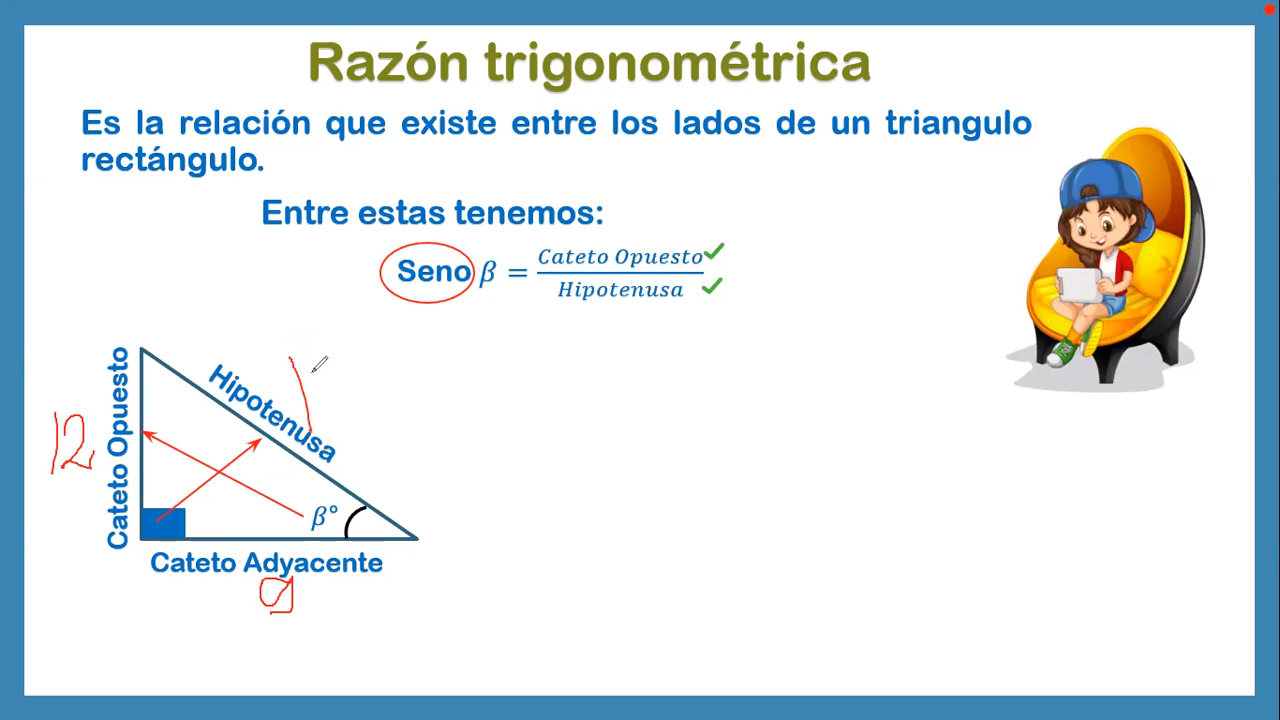 Razón trigonométrica
Es la relación que existe entre los lados de un triangulo
rectángulo.
Entre estas tenemos:
Seno β = Cateto Opuesto
Hipotenusa
Hipotenusa
Cateto Opuesto
12
β°
Cateto Adyacente
9